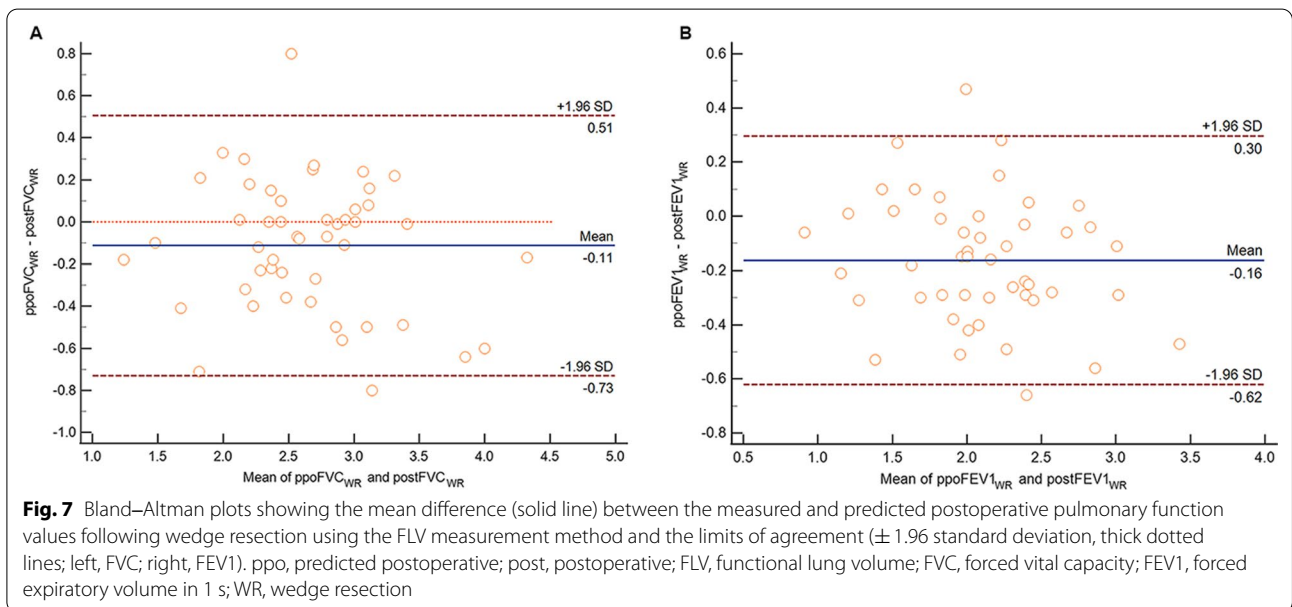 A
0.8
0.6
0.4
0.2
0.0
-0.2
-0.4
-0.6
-0.8
-1.0
ppoFVCWR - postFVCWR
+1.96 SD
0.51
Mean
-0.11
-1.96 SD
-0.73
1.0 1.5 2.0 2.5 3.0 3.5 4.0 4.5 5.0
Mean of ppoFVCWR and postFVCWR
B
0.6
0.4
0.2
0.0
-0.2
-0.4
-0.6
-0.8
ppoFEV1WR - postFEV1WR
+1.96 SD
0.30
Mean
-0.16
-1.96 SD
-0.62
0.5 1.0 1.5 2.0 2.5 3.0 3.5 4.0
Mean of ppoFEV1WR and postFEV1WR
Fig. 7 Bland–Altman plots showing the mean difference (solid line) between the measured and predicted postoperative pulmonary function
values following wedge resection using the FLV measurement method and the limits of agreement (± 1.96 standard deviation, thick dotted
lines; left, FVC; right, FEV1). ppo, predicted postoperative; post, postoperative; FLV, functional lung volume; FVC, forced vital capacity; FEV1, forced
expiratory volume in 1 s; WR, wedge resection